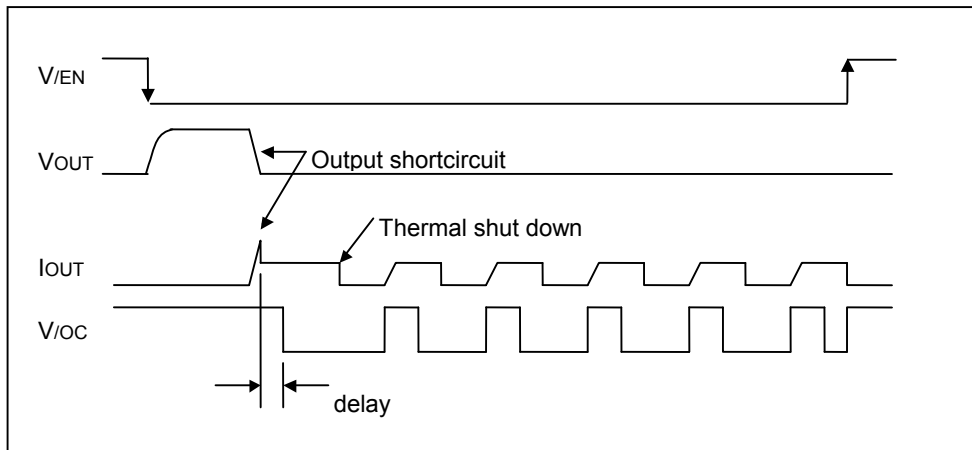 V/EN
VOUT
Output shortcircuit
Thermal shut down
IOUT
V/OC
delay